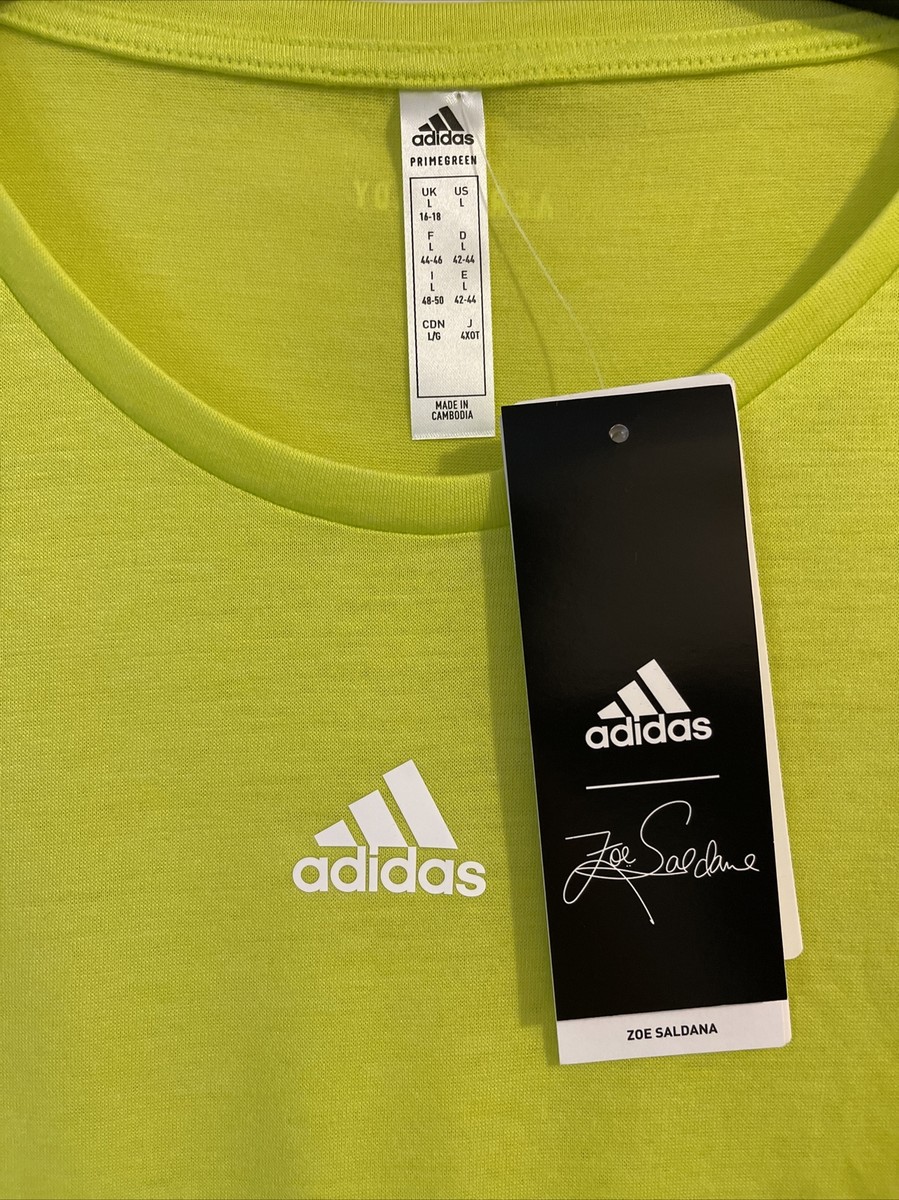 adidas
PRIMEGREEN
UK US
L L
16-18
F D
L L
44-46 42-44
I E
L L
48-50 42-44
CDN J
L/G 4XOT
MADE IN
CAMBODIA
adidas
Zoë Saldana
ZOE SALDANA
adidas